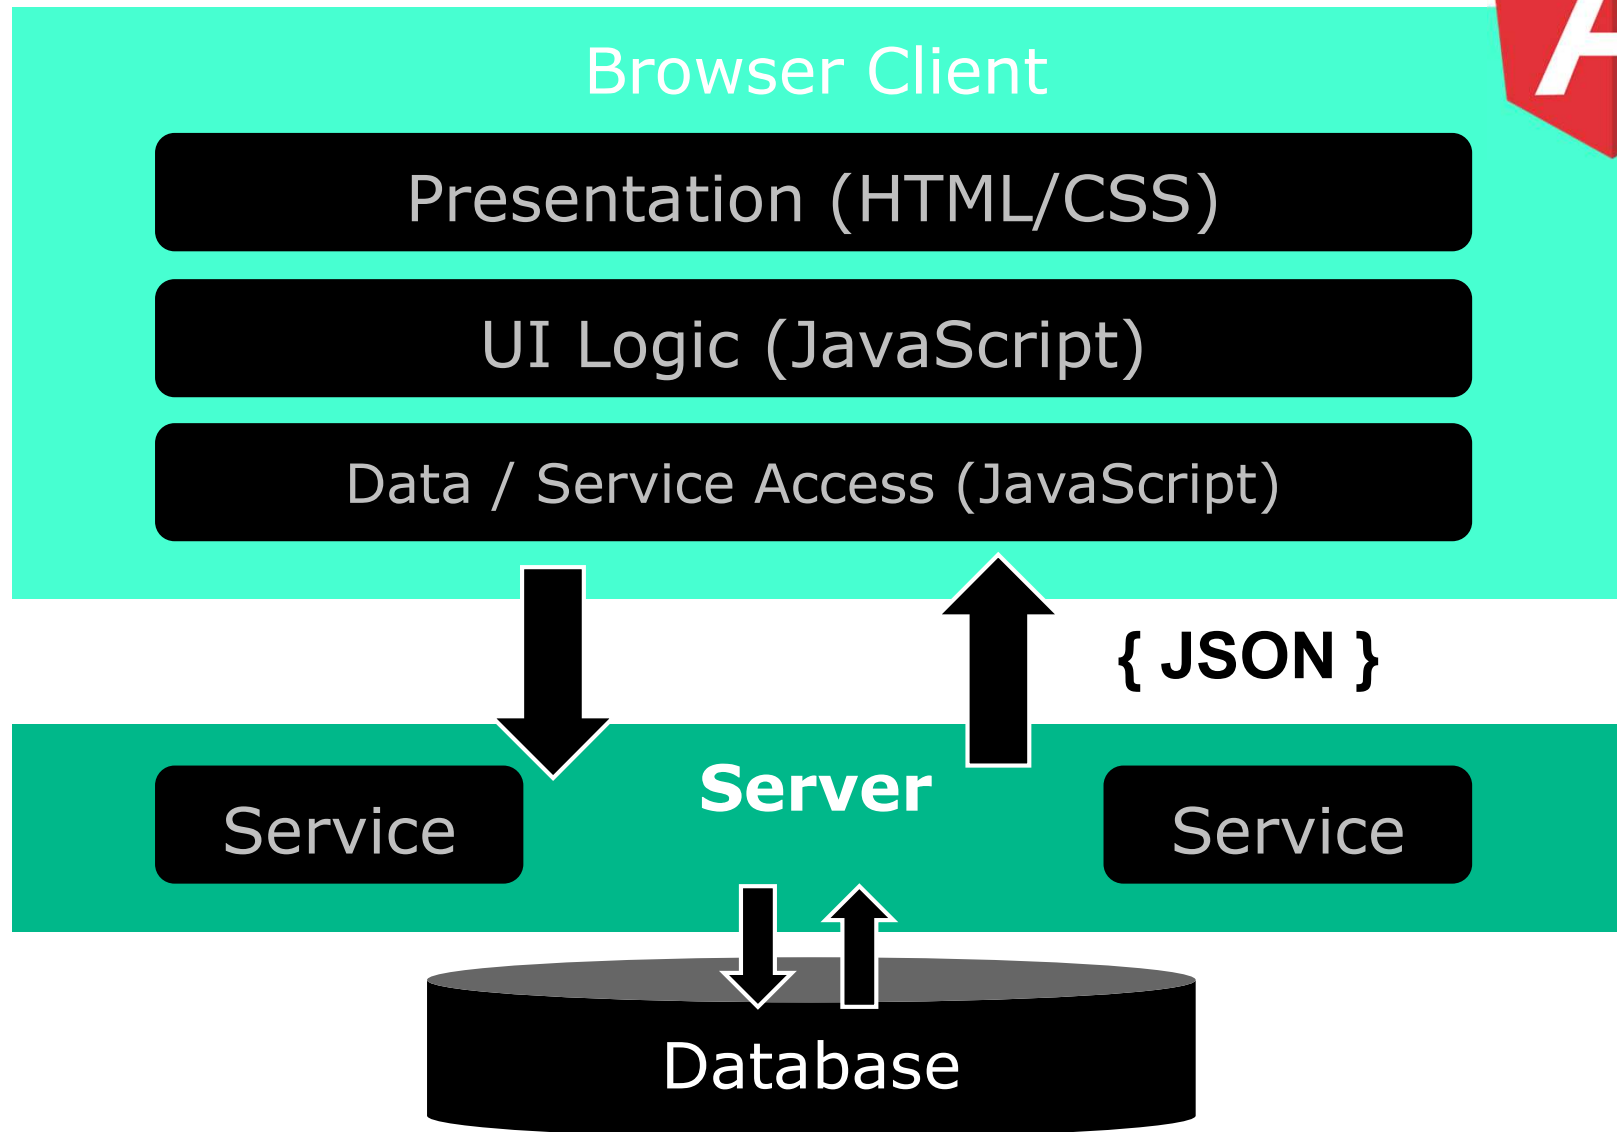 Browser Client
Presentation (HTML/CSS)
UI Logic (JavaScript)
Data / Service Access (JavaScript)
{ JSON }
Server
Service
Service
Database